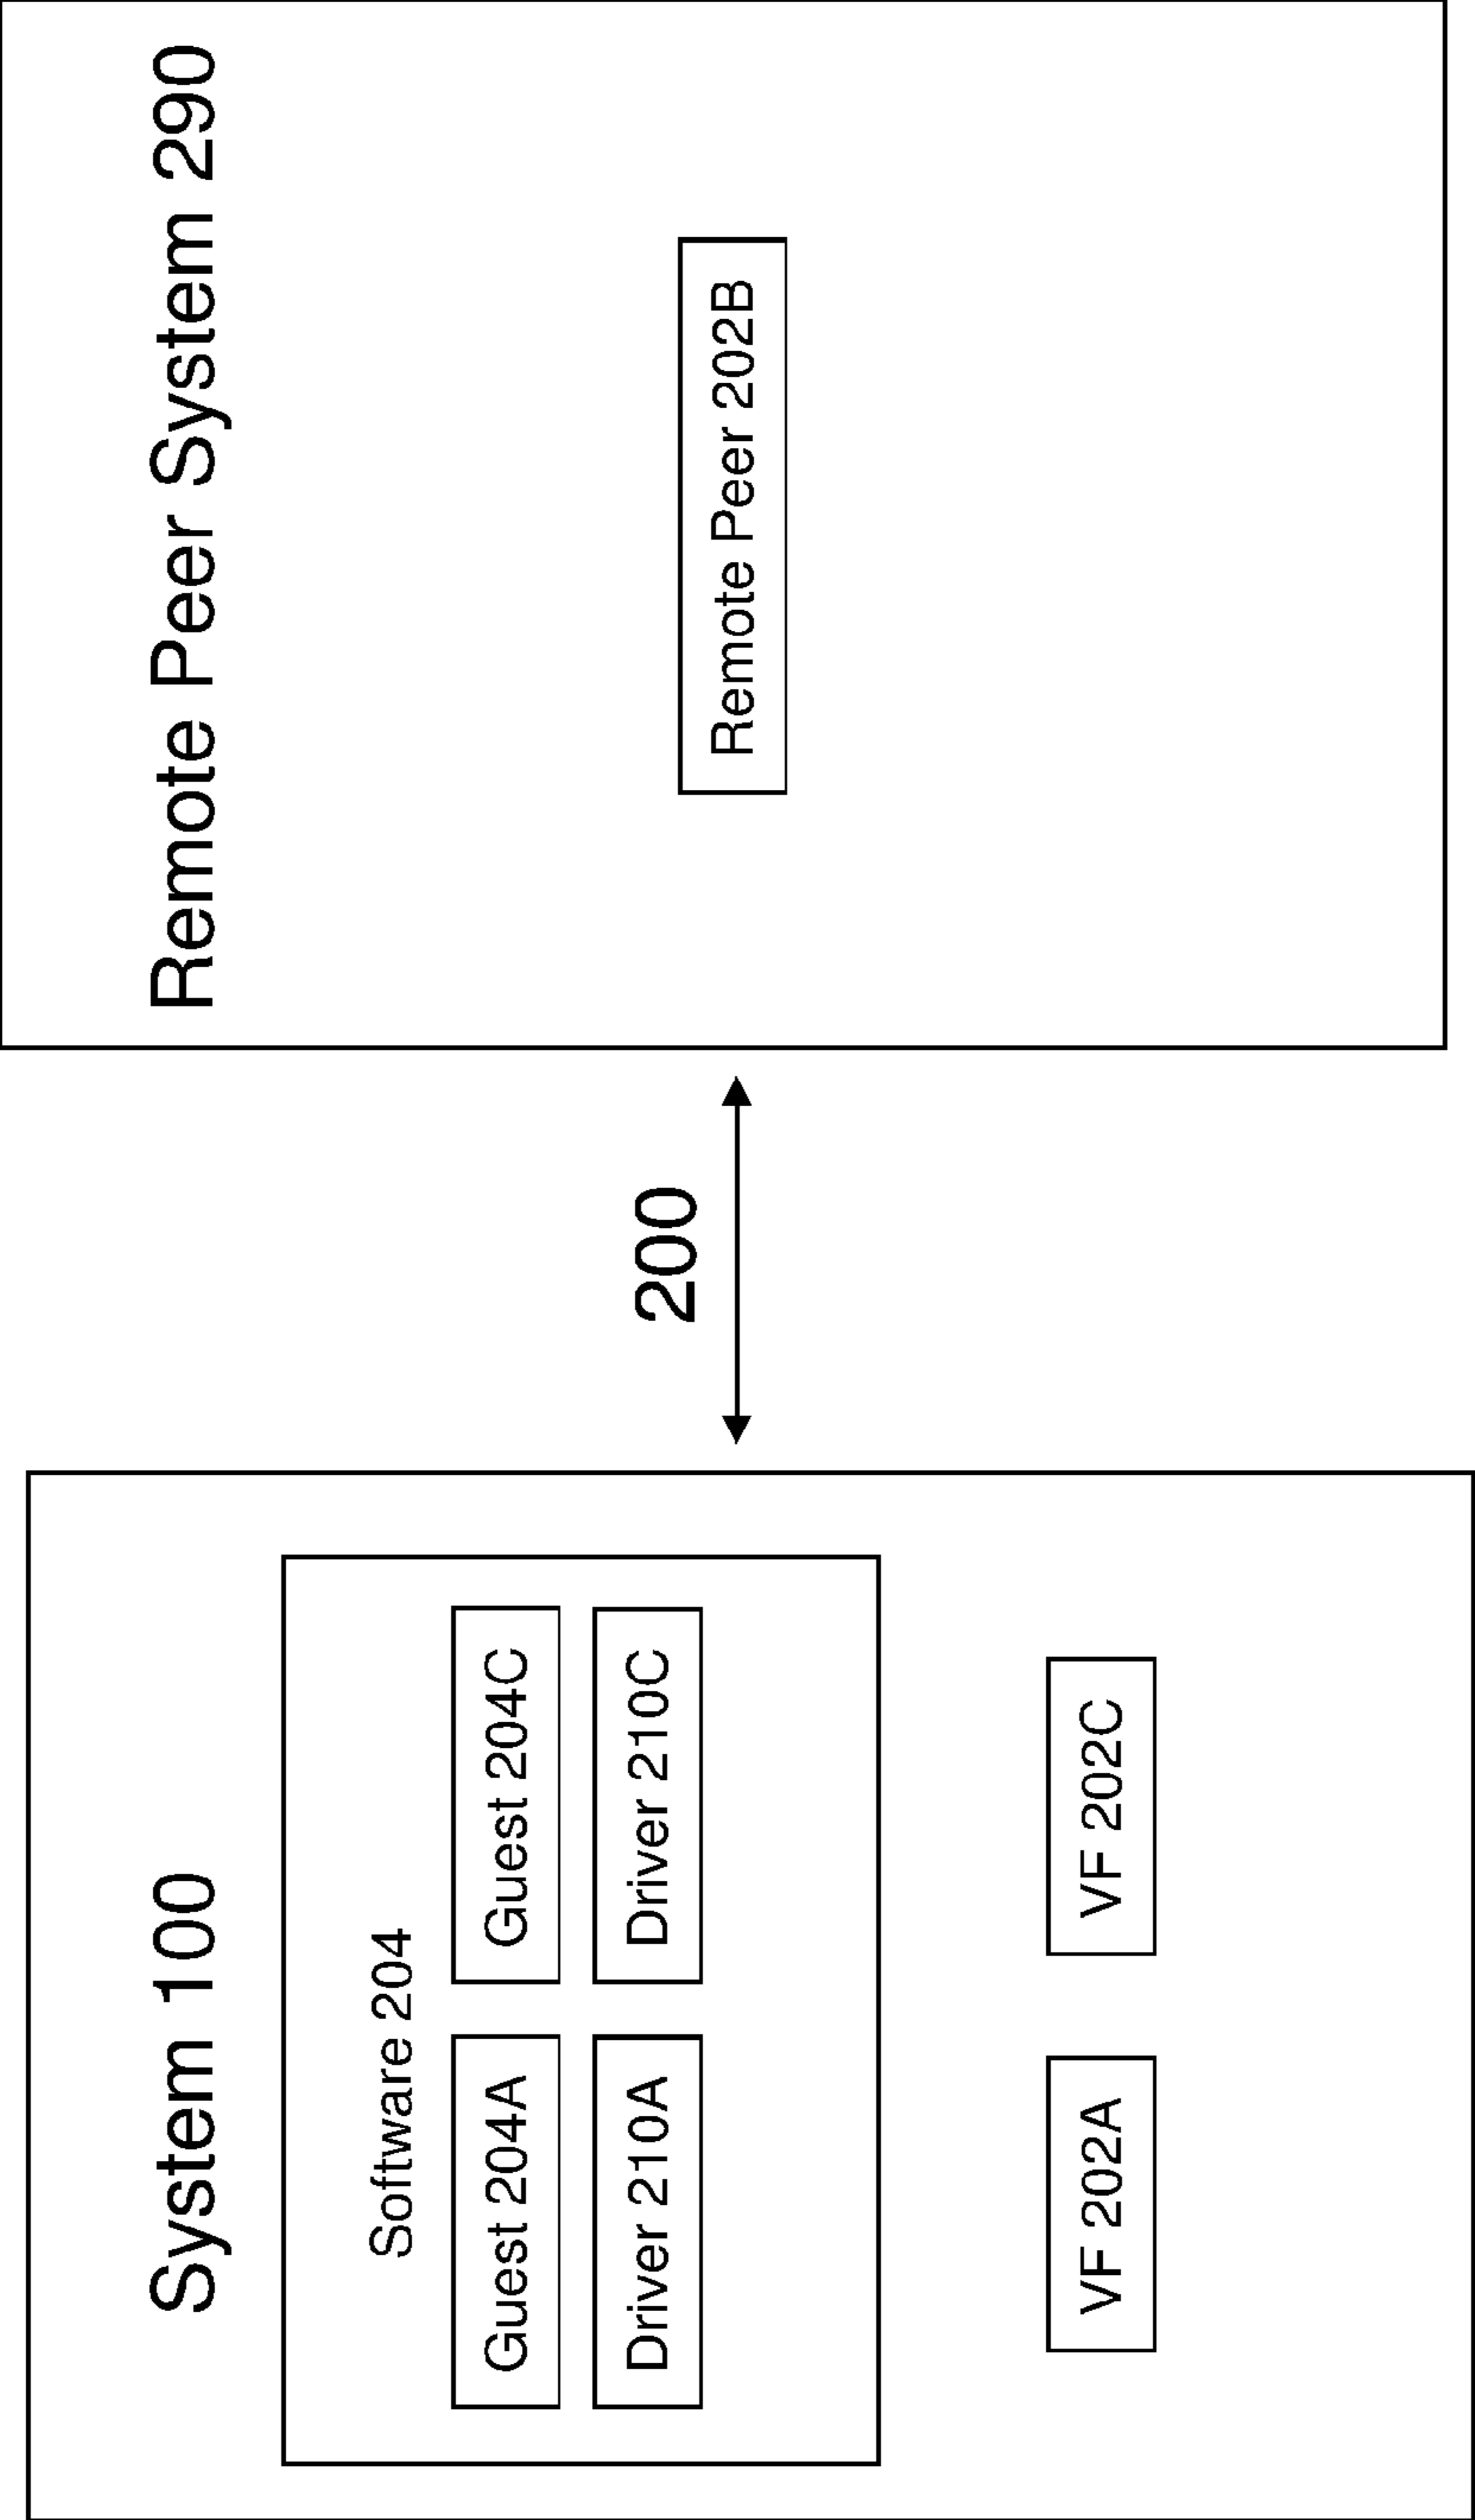 System 100
Software 204
Guest 204A
Guest 204C
Driver 210A
Driver 210C
VF 202A
VF 202C
200
Remote Peer System 290
Remote Peer 202B